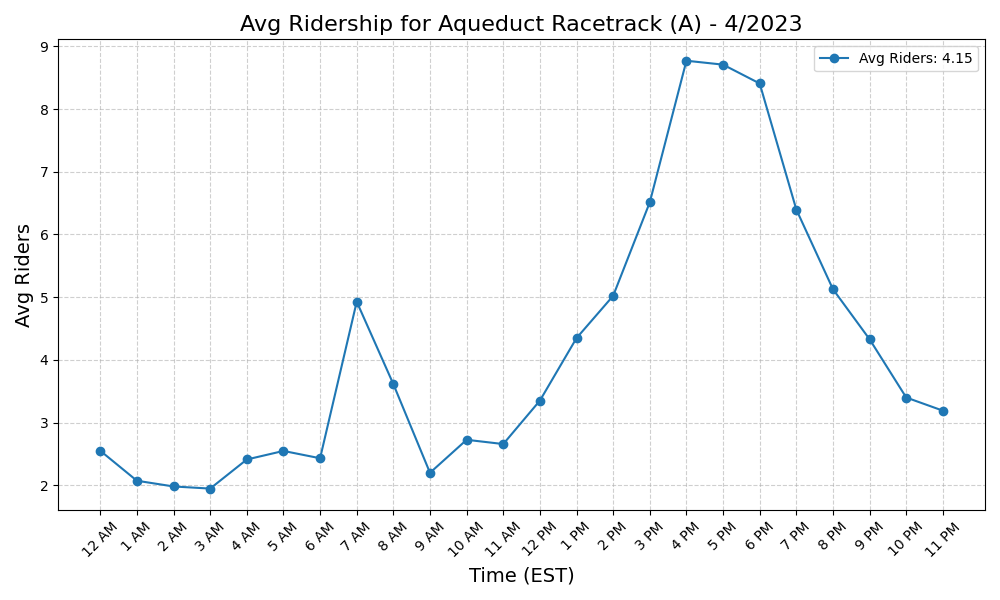 Avg Ridership for Aqueduct Racetrack (A) - 4/2023
Avg Riders: 4.15
Avg Riders
9
8
7
6
5
4
3
2
12 AM
1 AM
2 AM
3 AM
4 AM
5 AM
6 AM
7 AM
8 AM
9 AM
10 AM
11 AM
12 PM
1 PM
2 PM
3 PM
4 PM
5 PM
6 PM
7 PM
8 PM
9 PM
10 PM
11 PM
Time (EST)